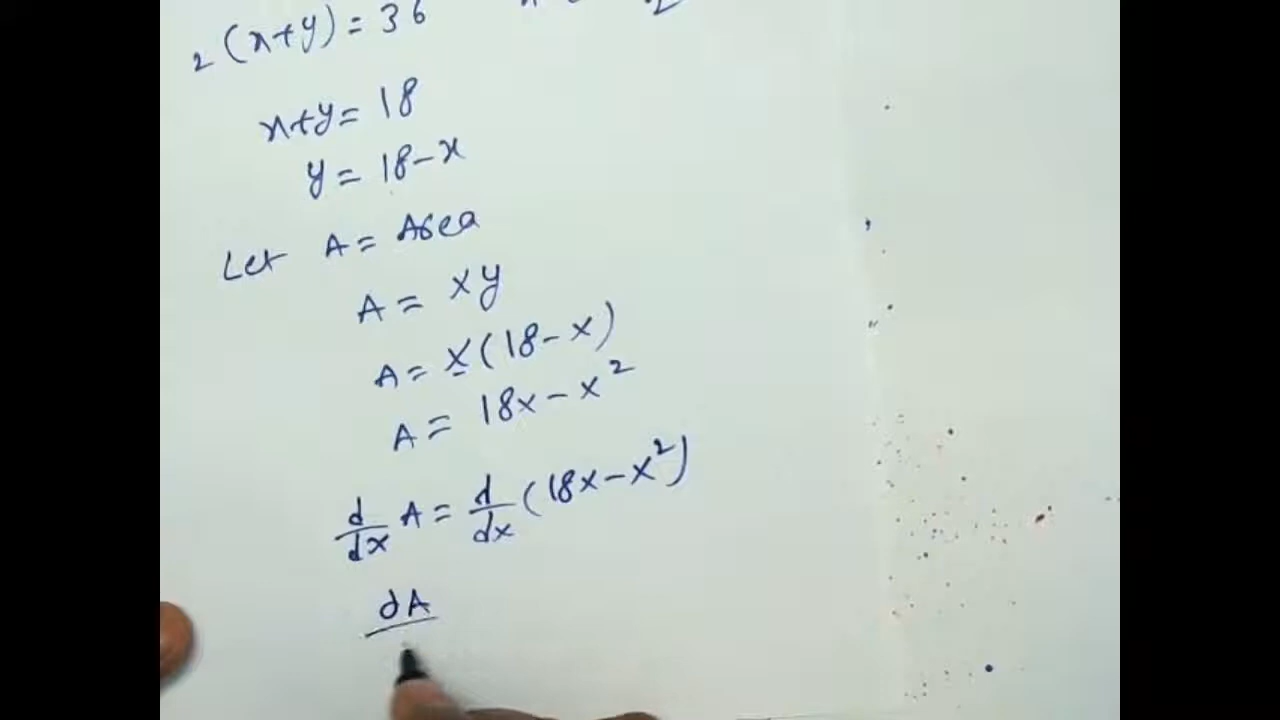 2(x+y)=36
x+y=18
y=18-x
Let A=Area
A=xy
A=x(18-x)
A=18x-x²
d/dx A=d/dx(18x-x²)
dA